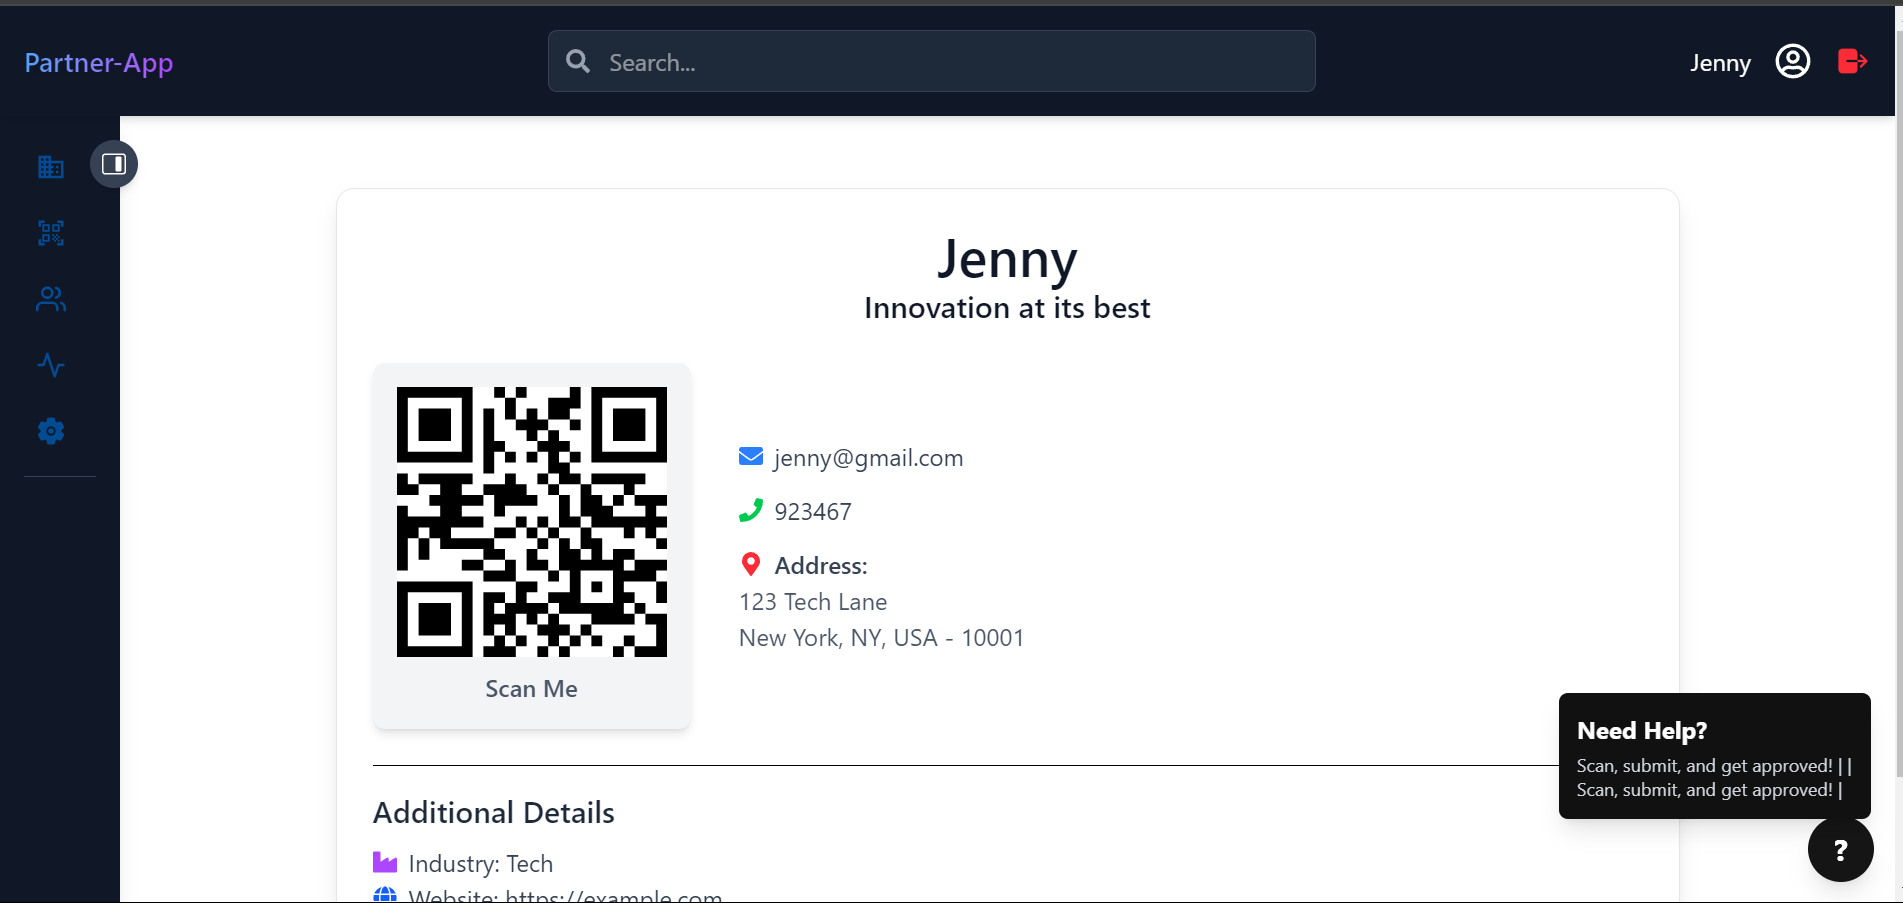 Partner-App
Search...
Jenny
Jenny
Innovation at its best
Scan Me
jenny@gmail.com
923467
Address:
123 Tech Lane
New York, NY, USA - 10001
Additional Details
Industry: Tech
Website: https://example.com
Need Help?
Scan, submit, and get approved! | |
Scan, submit, and get approved! |
?